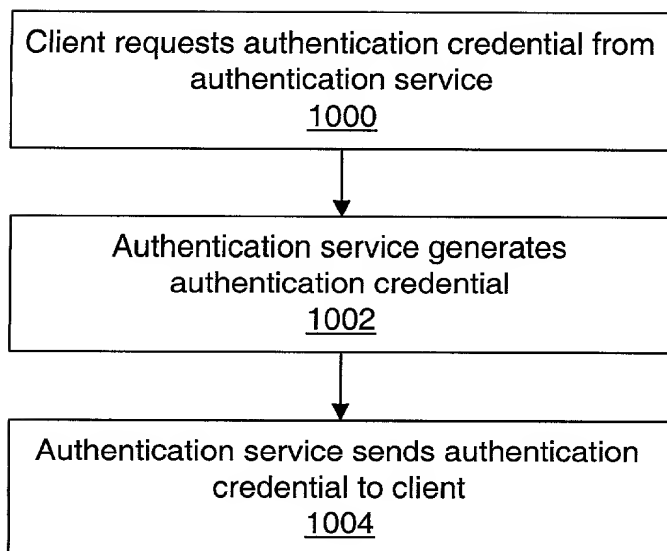 Client requests authentication credential from
authentication service
1000
Authentication service generates
authentication credential
1002
Authentication service sends authentication
credential to client
1004